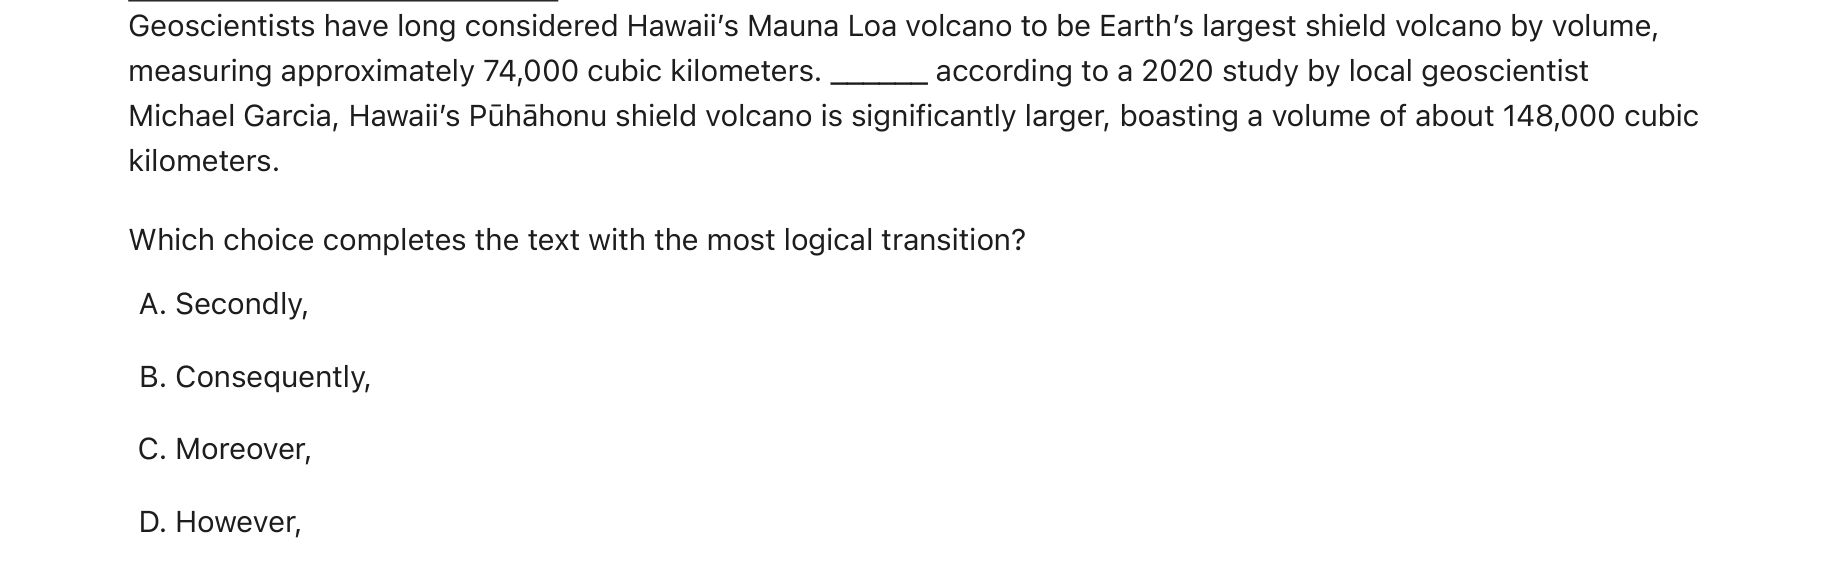 Geoscientists have long considered Hawaii’s Mauna Loa volcano to be Earth’s largest shield volcano by volume,
measuring approximately 74,000 cubic kilometers. ______ according to a 2020 study by local geoscientist
Michael Garcia, Hawaii’s Pūhāhonu shield volcano is significantly larger, boasting a volume of about 148,000 cubic
kilometers.
Which choice completes the text with the most logical transition?
A. Secondly,
B. Consequently,
C. Moreover,
D. However,